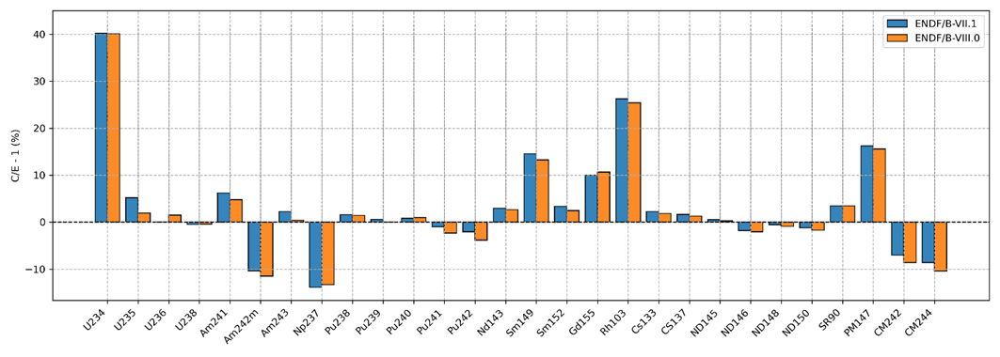 ENDF/B-VII.1
ENDF/B-VIII.0
C/E - 1 (%)
40
30
20
10
0
−10
U234
U235
U236
U238
Am241
Am242m
Am243
Np237
Pu238
Pu239
Pu240
Pu241
Pu242
Nd143
Sm149
Sm152
Gd155
Rh103
Cs133
CS137
ND145
ND146
ND148
ND150
SR90
PM147
CM242
CM244